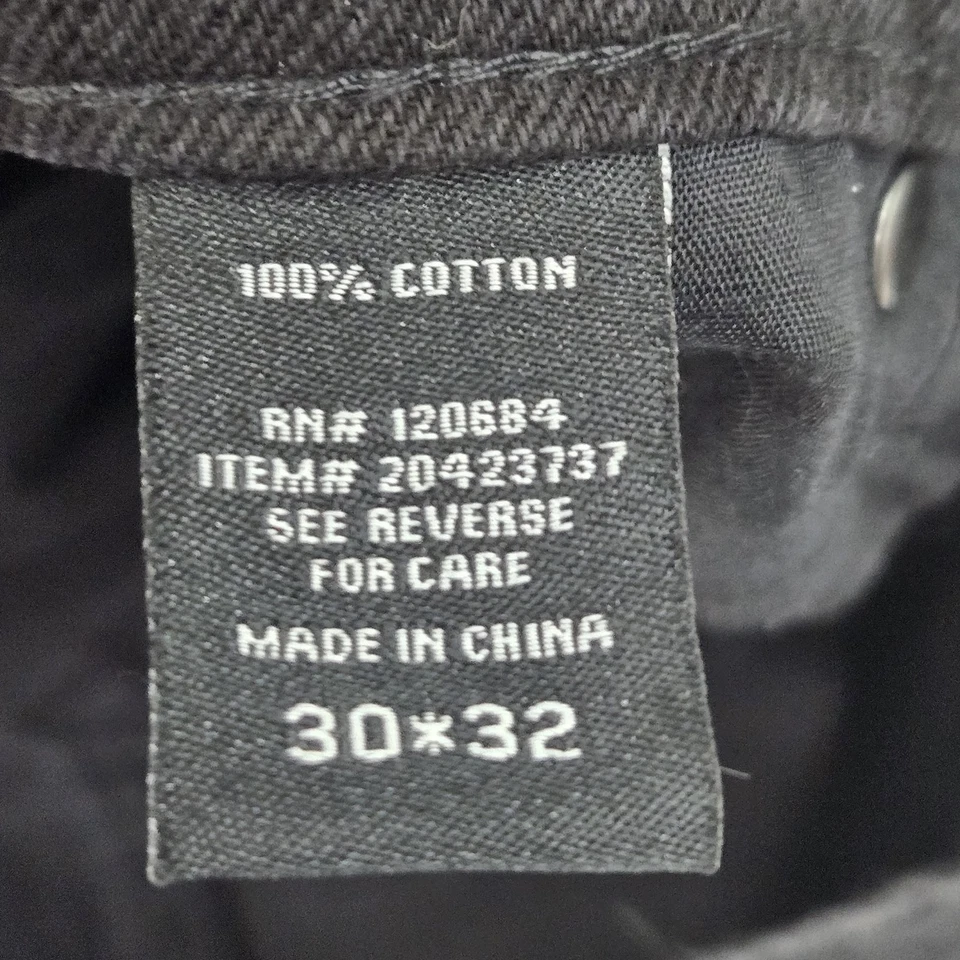 100% COTTON
RN# 120684
ITEM# 20423737
SEE REVERSE
FOR CARE
MADE IN CHINA
30*32